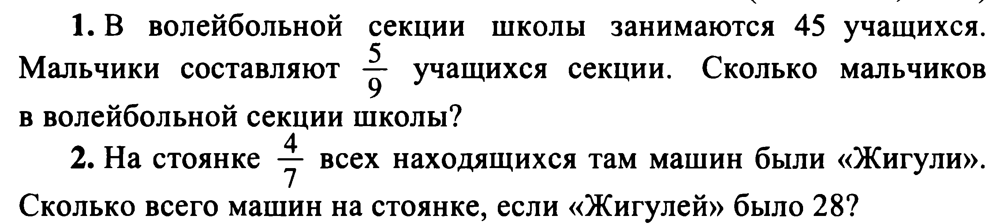 1. В волейбольной секции школы занимаются 45 учащихся.
Мальчики составляют 5/9 учащихся секции. Сколько мальчиков
в волейбольной секции школы?
2. На стоянке 4/7 всех находящихся там машин были «Жигули».
Сколько всего машин на стоянке, если «Жигулей» было 28?